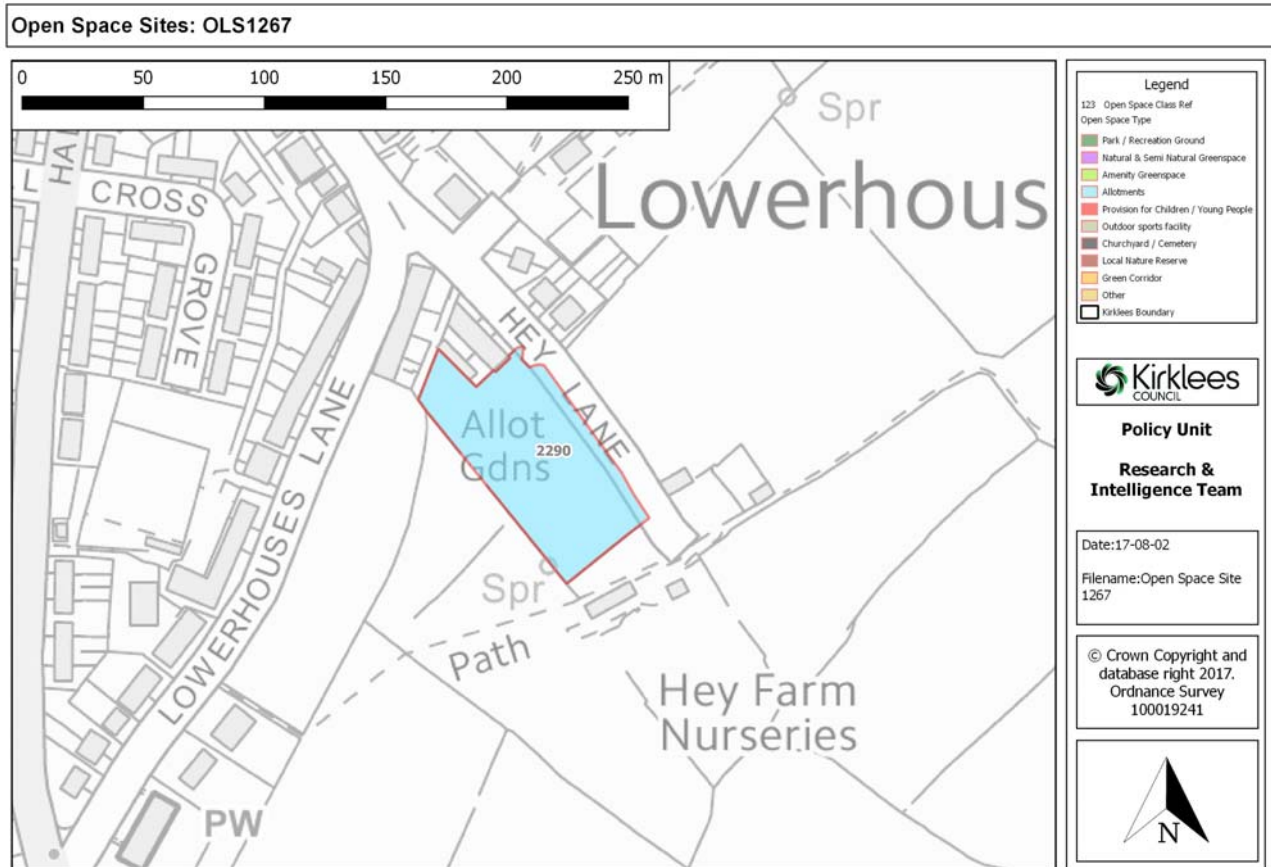 Open Space Sites: OLS1267
0 50 100 150 200 250 m
Spr
Lowerhous
CROSS
GROVE
HEY LANE
Allot
Gdns
2290
LOWERHOUSES LANE
Spr
Path
Hey Farm
Nurseries
PW
Legend
123 Open Space Class Ref
Open Space Type
Park / Recreation Ground
Natural & Semi Natural Greenspace
Amenity Greenspace
Allotments
Provision for Children / Young People
Outdoor sports facility
Churchyard / Cemetery
Local Nature Reserve
Green Corridor
Other
Kirklees Boundary
Kirklees
COUNCIL
Policy Unit
Research &
Intelligence Team
Date:17-08-02
Filename:Open Space Site
1267
© Crown Copyright and
database right 2017.
Ordnance Survey
100019241
N